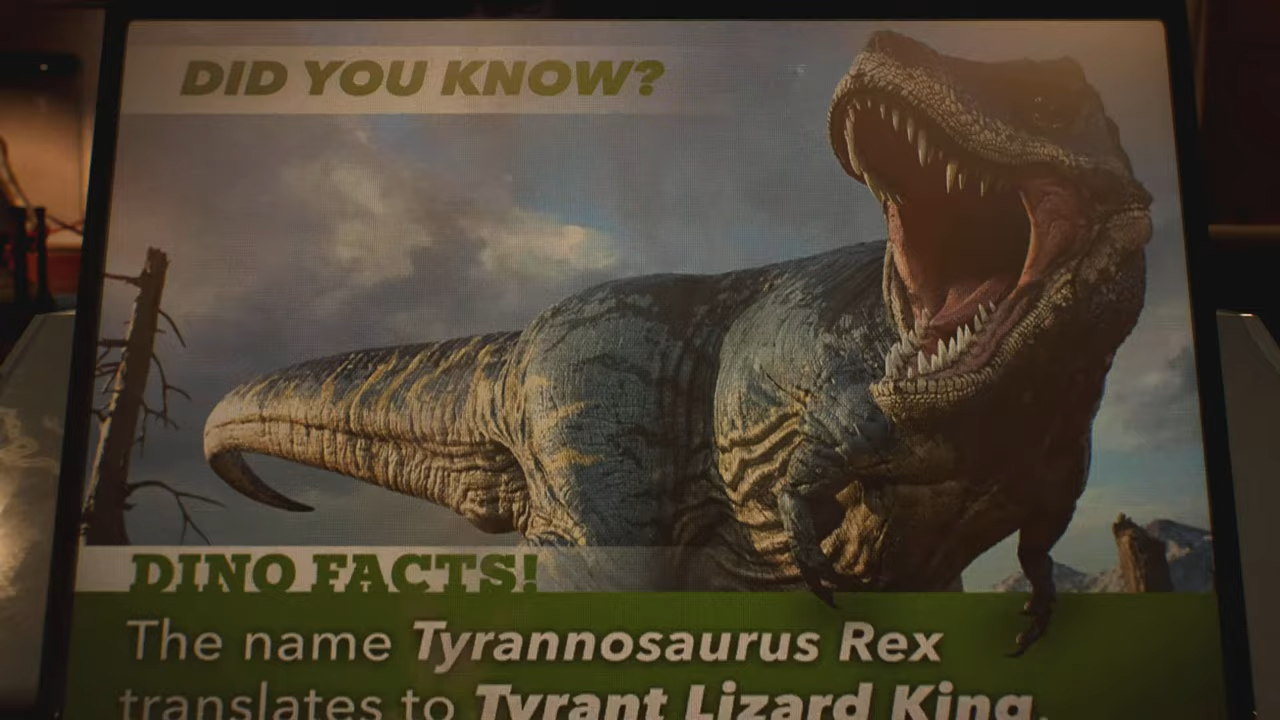 DID YOU KNOW?
DINO FACTS!
The name Tyrannosaurus Rex
translates to Tyrant Lizard King.